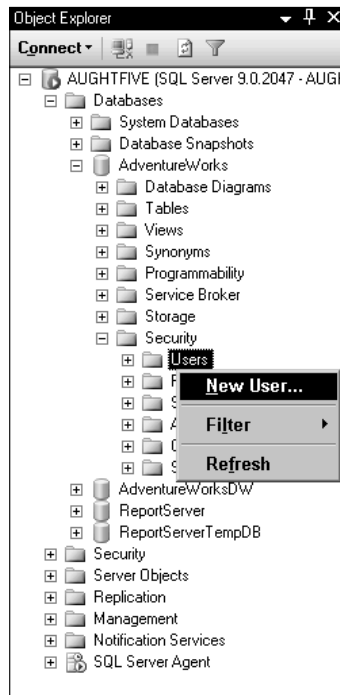 Object Explorer
Connect
AUGHTFIVE (SQL Server 9.0.2047 - AUG
Databases
System Databases
Database Snapshots
AdventureWorks
Database Diagrams
Tables
Views
Synonyms
Programmability
Service Broker
Storage
Security
Users
New User...
Filter
Refresh
AdventureWorksDW
ReportServer
ReportServerTempDB
Security
Server Objects
Replication
Management
Notification Services
SQL Server Agent